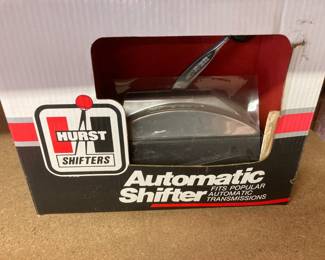 HURST
SHIFTERS
Automatic
Shifter
FITS POPULAR
AUTOMATIC
TRANSMISSIONS